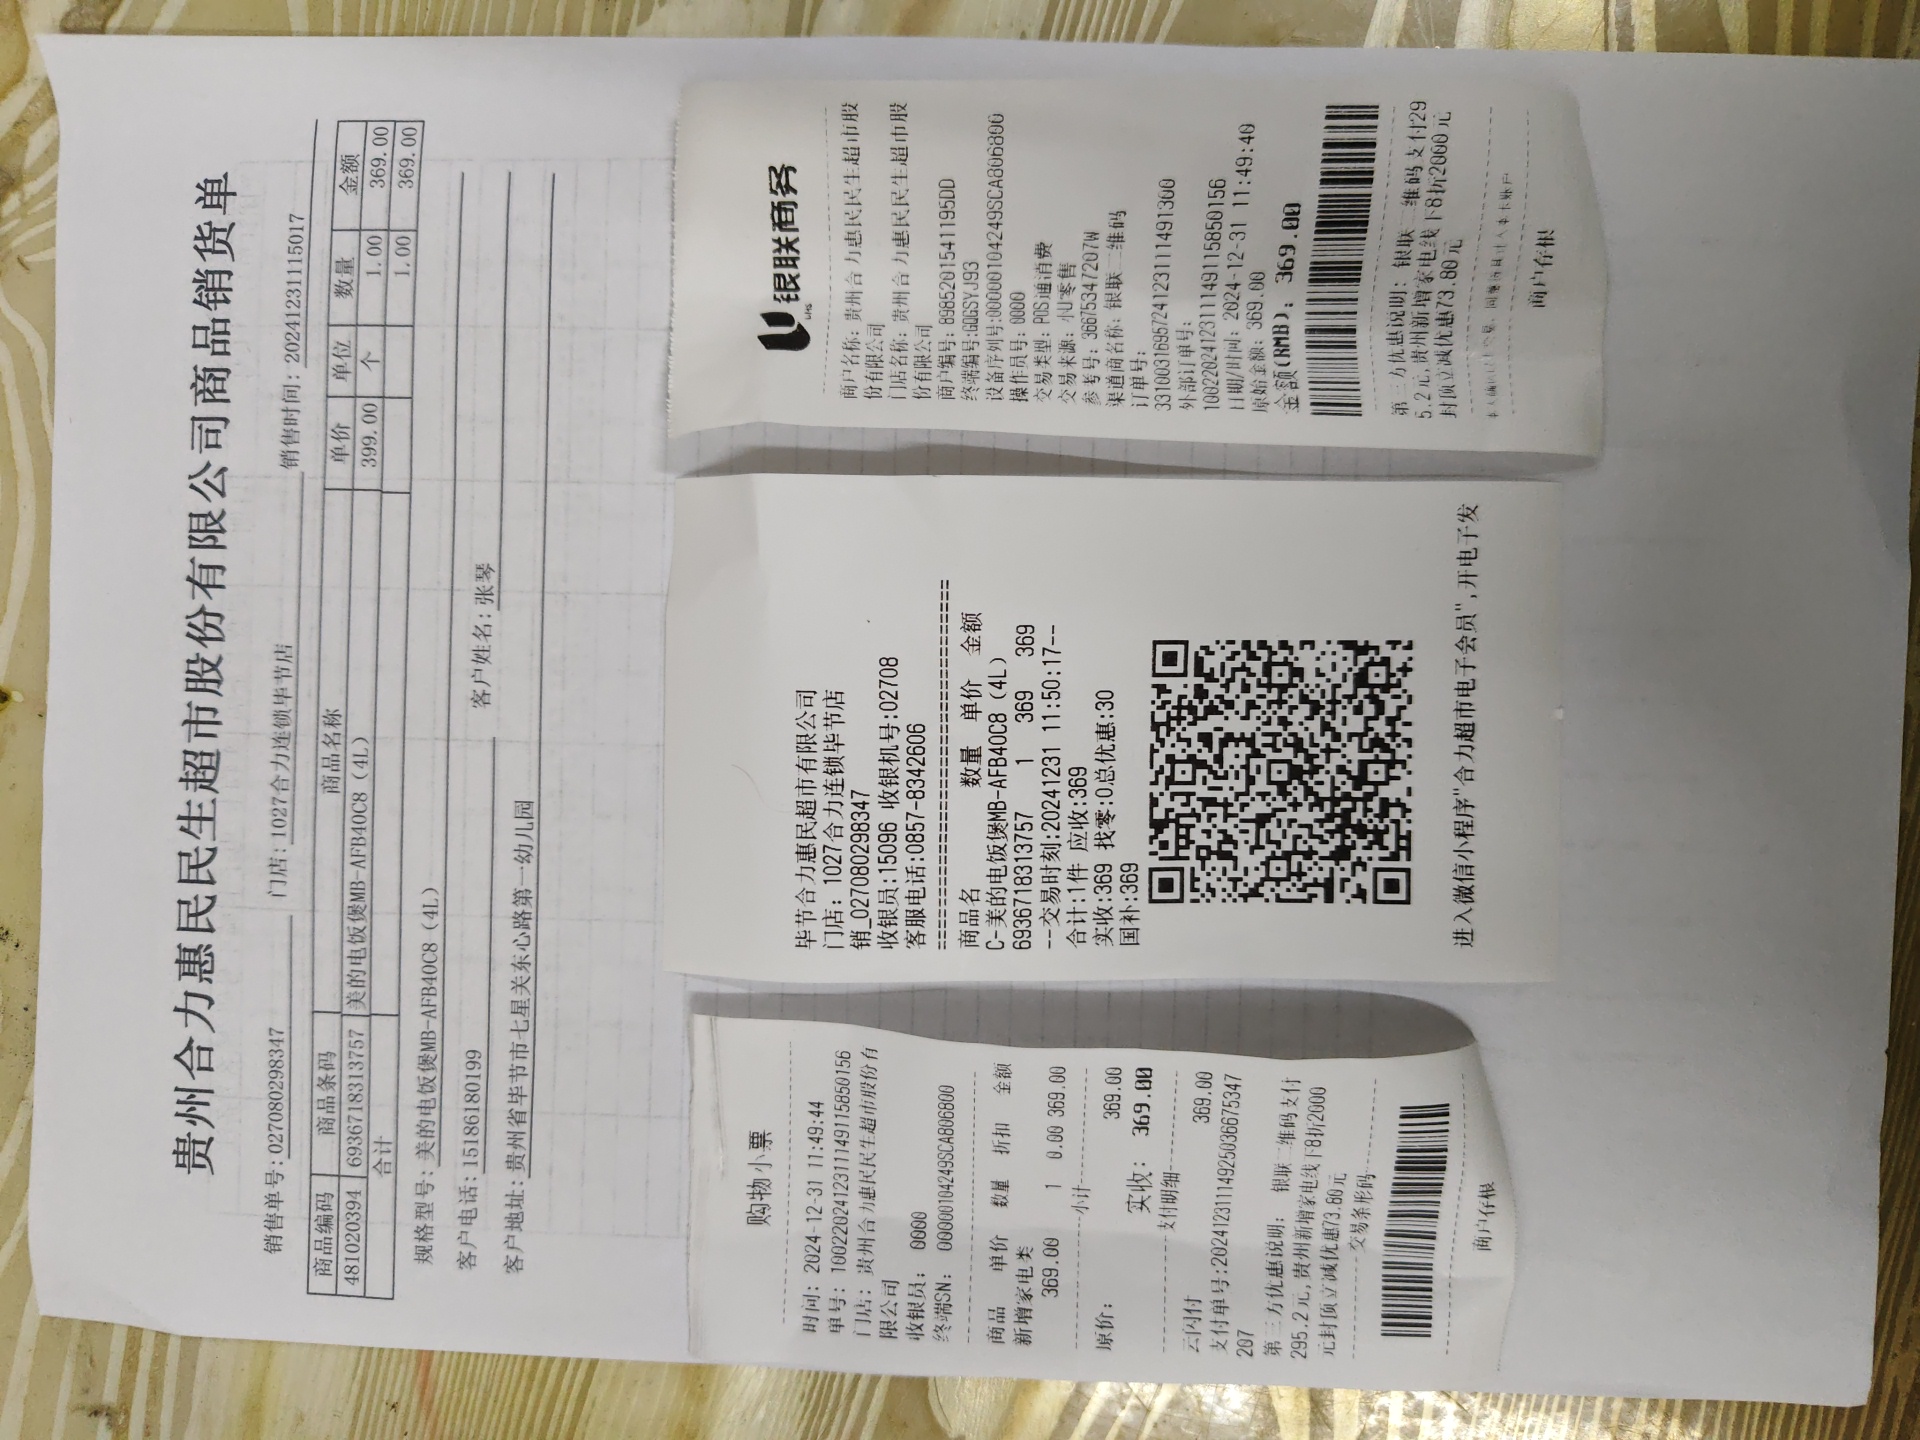 贵州合力惠民民生超市股份有限公司商品销货单
销售单号: 02708029834​7 门店: 1027合力连锁毕节店 销售时间: 20241231115017
商品编码 商品条码 商品名称 单价 单位 数量 金额
481020394 6936718313757 美的电饭煲MB-AFB40C8（4L） 399.00 个 1.00 369.00
合计 1.00 369.00
规格型号: 美的电饭煲MB-AFB40C8（4L）
客户电话: 15186180199 客户姓名: 张琴
客户地址: 贵州省毕节市七星关东心路第一幼儿园
购物小票
时间: 2024-12-31 11:49:44
单号: 10022024123111491158501​56
门店: 贵州合力惠民民生超市股份有
限公司
收银员: 0000
终端SN: 00000104249SCA806800
商品 单价 数量 折扣 金额
新增家电类
369.00 1 0.00 369.00
小计
原价: 369.00
实收: 369.00
支付明细
云闪付 369.00
支付单号:2024123111492503667​5347
207
第三方优惠说明: 银联二维码支付
295.2元,贵州新增家电线下8折2000
元封顶立减优惠73.80元
交易条形码
商户存根
毕节合力惠民超市有限公司
门店: 1027合力连锁毕节店
销_027080298347
收银员:15096 收银机号:02708
客服电话:0857-8342606
商品名 数量 单价 金额
C-美的电饭煲MB-AFB40C8（4L）
6936718313757 1 369 369
--交易时刻:20241231 11:50:17--
合计:1件 应收:369
实收:369 找零:0总优惠:30
国补:369
进入微信小程序"合力超市电子会员",开电子发
银联商务
UMS
商户名称: 贵州合力惠民民生超市股
份有限公司
门店名称: 贵州合力惠民民生超市股
份有限公司
商户编号: 8985201541195DD
终端编号:GQGSYJ93
设备序列号:00000104249SCA806800
操作员号: 0000
交易类型: POS通消费
交易来源: 小U零售
参考号: 36675347207W
渠道商名称: 银联二维码
订单号:
33100316957241231114913​00
外部订单号:
1002202412311149115850156
日期/时间: 2024-12-31 11:49:40
原始金额: 369.00
金额(RMB): 369.00
第三方优惠说明: 银联二维码支付29
5.2元,贵州新增家电线下8折2000元
封顶立减优惠73.80元
商户存根